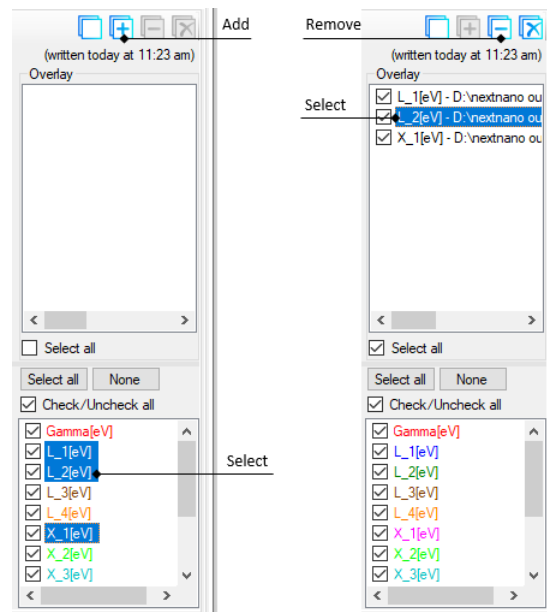 Add
(written today at 11:23 am)
Overlay
Select all
Select all
None
Check/Uncheck all
Gamma[eV]
L_1[eV]
L_2[eV]
L_3[eV]
L_4[eV]
X_1[eV]
X_2[eV]
X_3[eV]
Select
Remove
(written today at 11:23 am)
Overlay
Select
L_1[eV] - D:\nextnano ou
L_2[eV] - D:\nextnano ou
X_1[eV] - D:\nextnano ou
Select all
Select all
None
Check/Uncheck all
Gamma[eV]
L_1[eV]
L_2[eV]
L_3[eV]
L_4[eV]
X_1[eV]
X_2[eV]
X_3[eV]